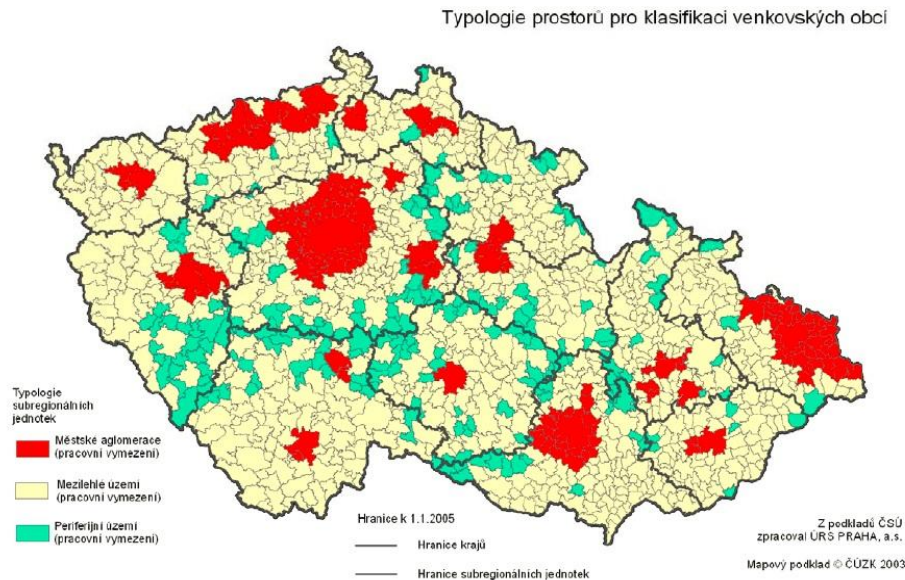 Typologie prostorů pro klasifikaci venkovských obcí
Typologie
subregionálních
jednotek
Městské aglomerace
(pracovní vymezení)
Mezilehlé území
(pracovní vymezení)
Periferijní území
(pracovní vymezení)
Hranice k 1.1.2005
Hranice krajů
Hranice subregionálních jednotek
Z podkladů ČSÚ
zpracoval ÚRS PRAHA, a.s.
Mapový podklad © ČÚZK 2003